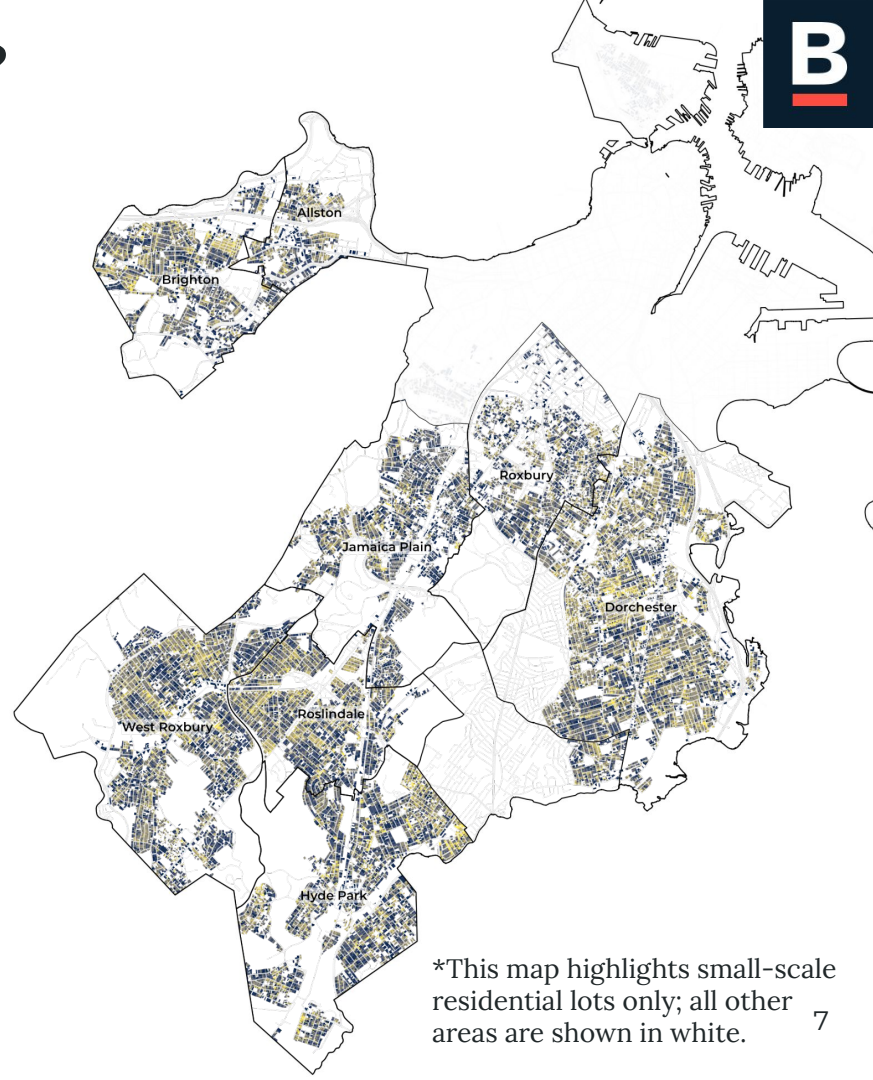 B
Allston
Brighton
Roxbury
Jamaica Plain
Dorchester
Roslindale
West Roxbury
Hyde Park
*This map highlights small-scale
residential lots only; all other
areas are shown in white.
7